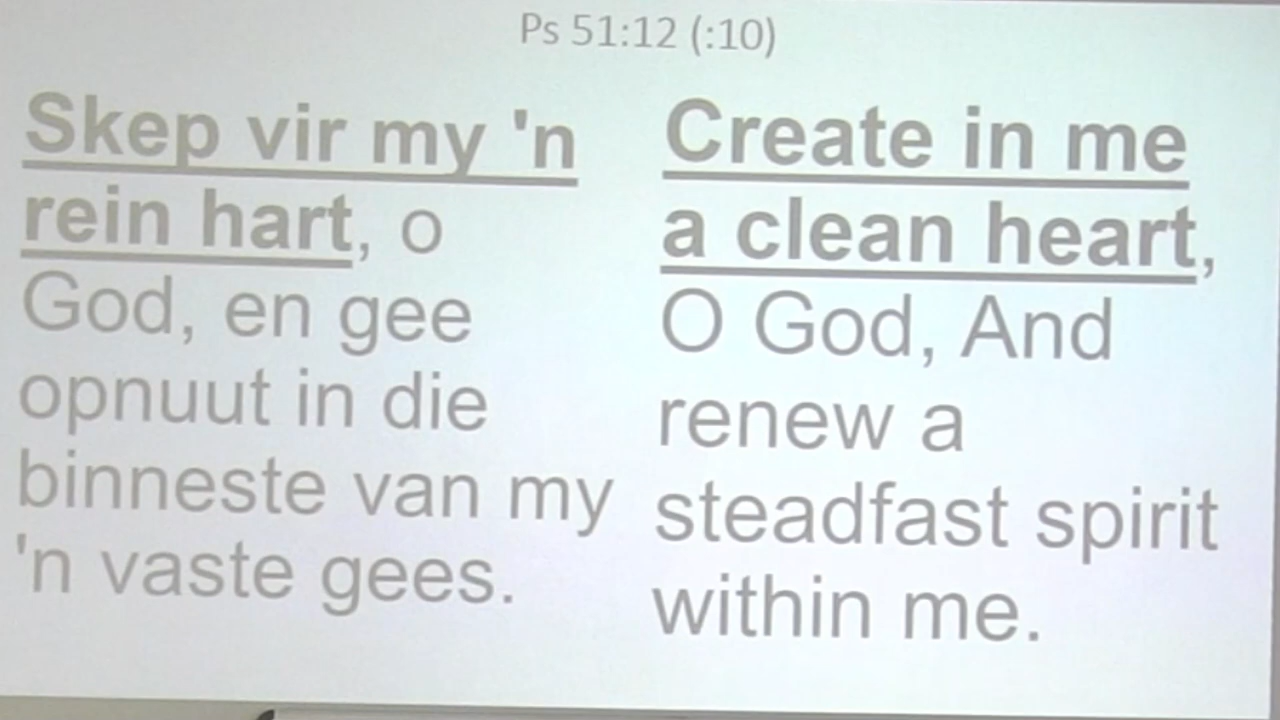 Ps 51:12 (:10)
Skep vir my 'n
rein hart, o
God, en gee
opnuut in die
binneste van my
'n vaste gees.
Create in me
a clean heart,
O God, And
renew a
steadfast spirit
within me.